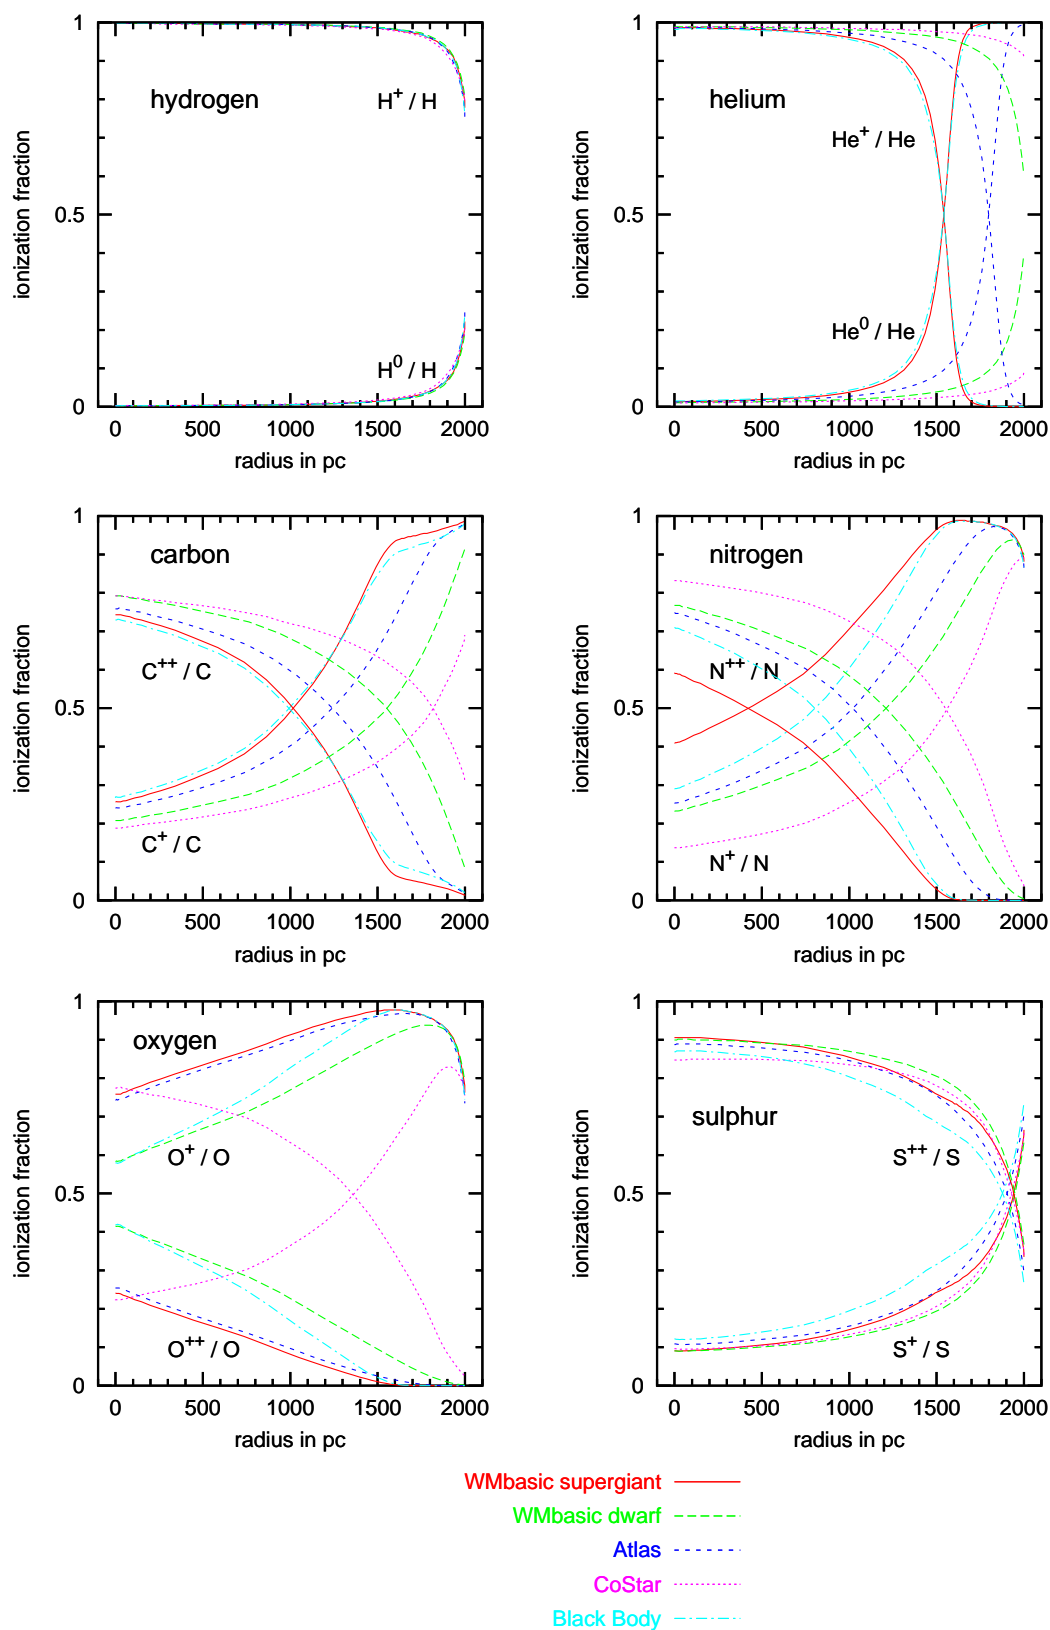 1
hydrogen
H+ / H
ionization fraction
0.5
H0 / H
0
0 500 1000 1500 2000
radius in pc
1
helium
He+ / He
ionization fraction
0.5
He0 / He
0
0 500 1000 1500 2000
radius in pc
1
carbon
C++ / C
ionization fraction
0.5
C+ / C
0
0 500 1000 1500 2000
radius in pc
1
nitrogen
N++ / N
ionization fraction
0.5
N+ / N
0
0 500 1000 1500 2000
radius in pc
1
oxygen
O+ / O
ionization fraction
0.5
O++ / O
0
0 500 1000 1500 2000
radius in pc
1
sulphur
S++ / S
ionization fraction
0.5
S+ / S
0
0 500 1000 1500 2000
radius in pc
WMbasic supergiant
WMbasic dwarf
Atlas
CoStar
Black Body